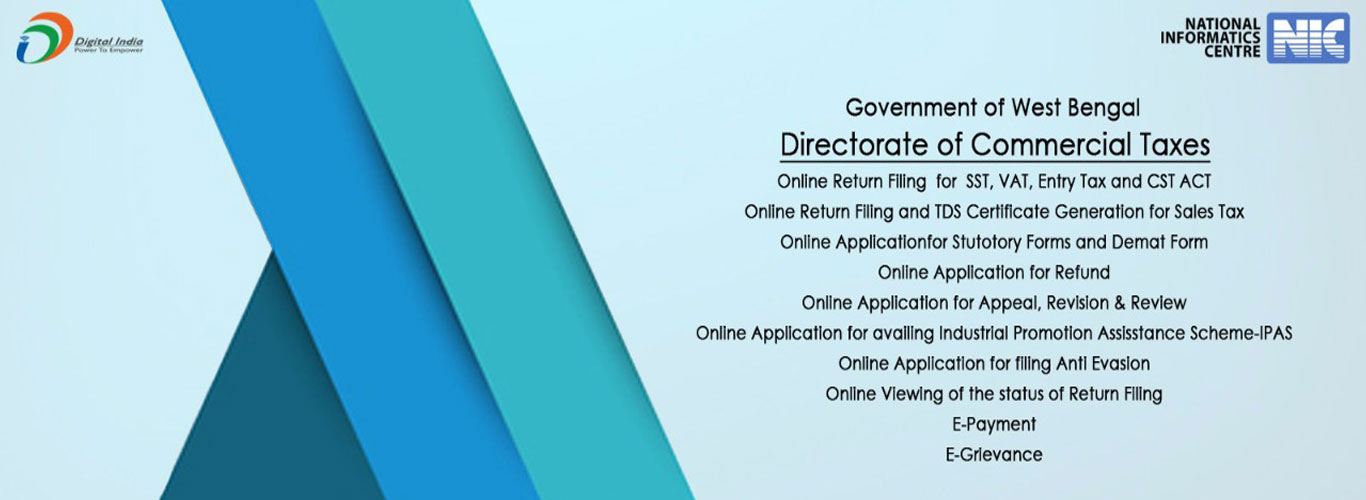 Digital India
Power To Empower
NATIONAL
INFORMATICS
CENTRE
NIC
Government of West Bengal
Directorate of Commercial Taxes
Online Return Filing for SST, VAT, Entry Tax and CST ACT
Online Return Filing and TDS Certificate Generation for Sales Tax
Online Applicationfor Stutotory Forms and Demat Form
Online Application for Refund
Online Application for Appeal, Revision & Review
Online Application for availing Industrial Promotion Assisstance Scheme-IPAS
Online Application for filing Anti Evasion
Online Viewing of the status of Return Filing
E-Payment
E-Grievance